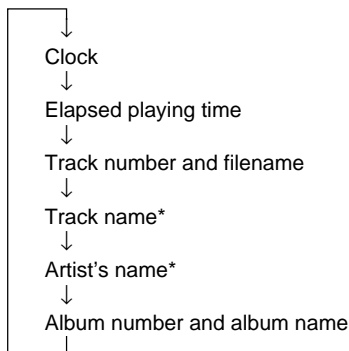 Clock
Elapsed playing time
Track number and filename
Track name*
Artist's name*
Album number and album name